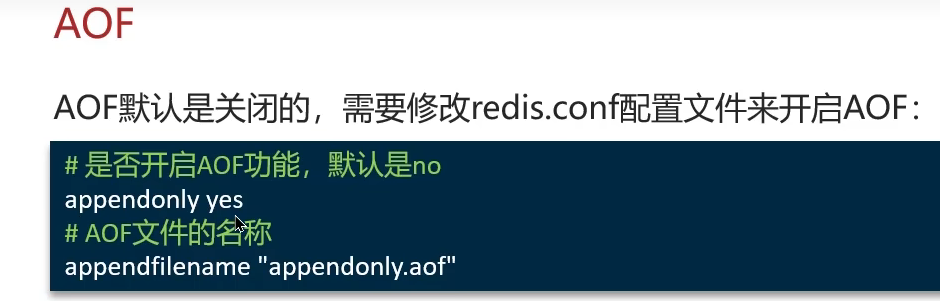 AOF
AOF默认是关闭的，需要修改redis.conf配置文件来开启AOF：
# 是否开启AOF功能，默认是no
appendonly yes
# AOF文件的名称
appendfilename "appendonly.aof"